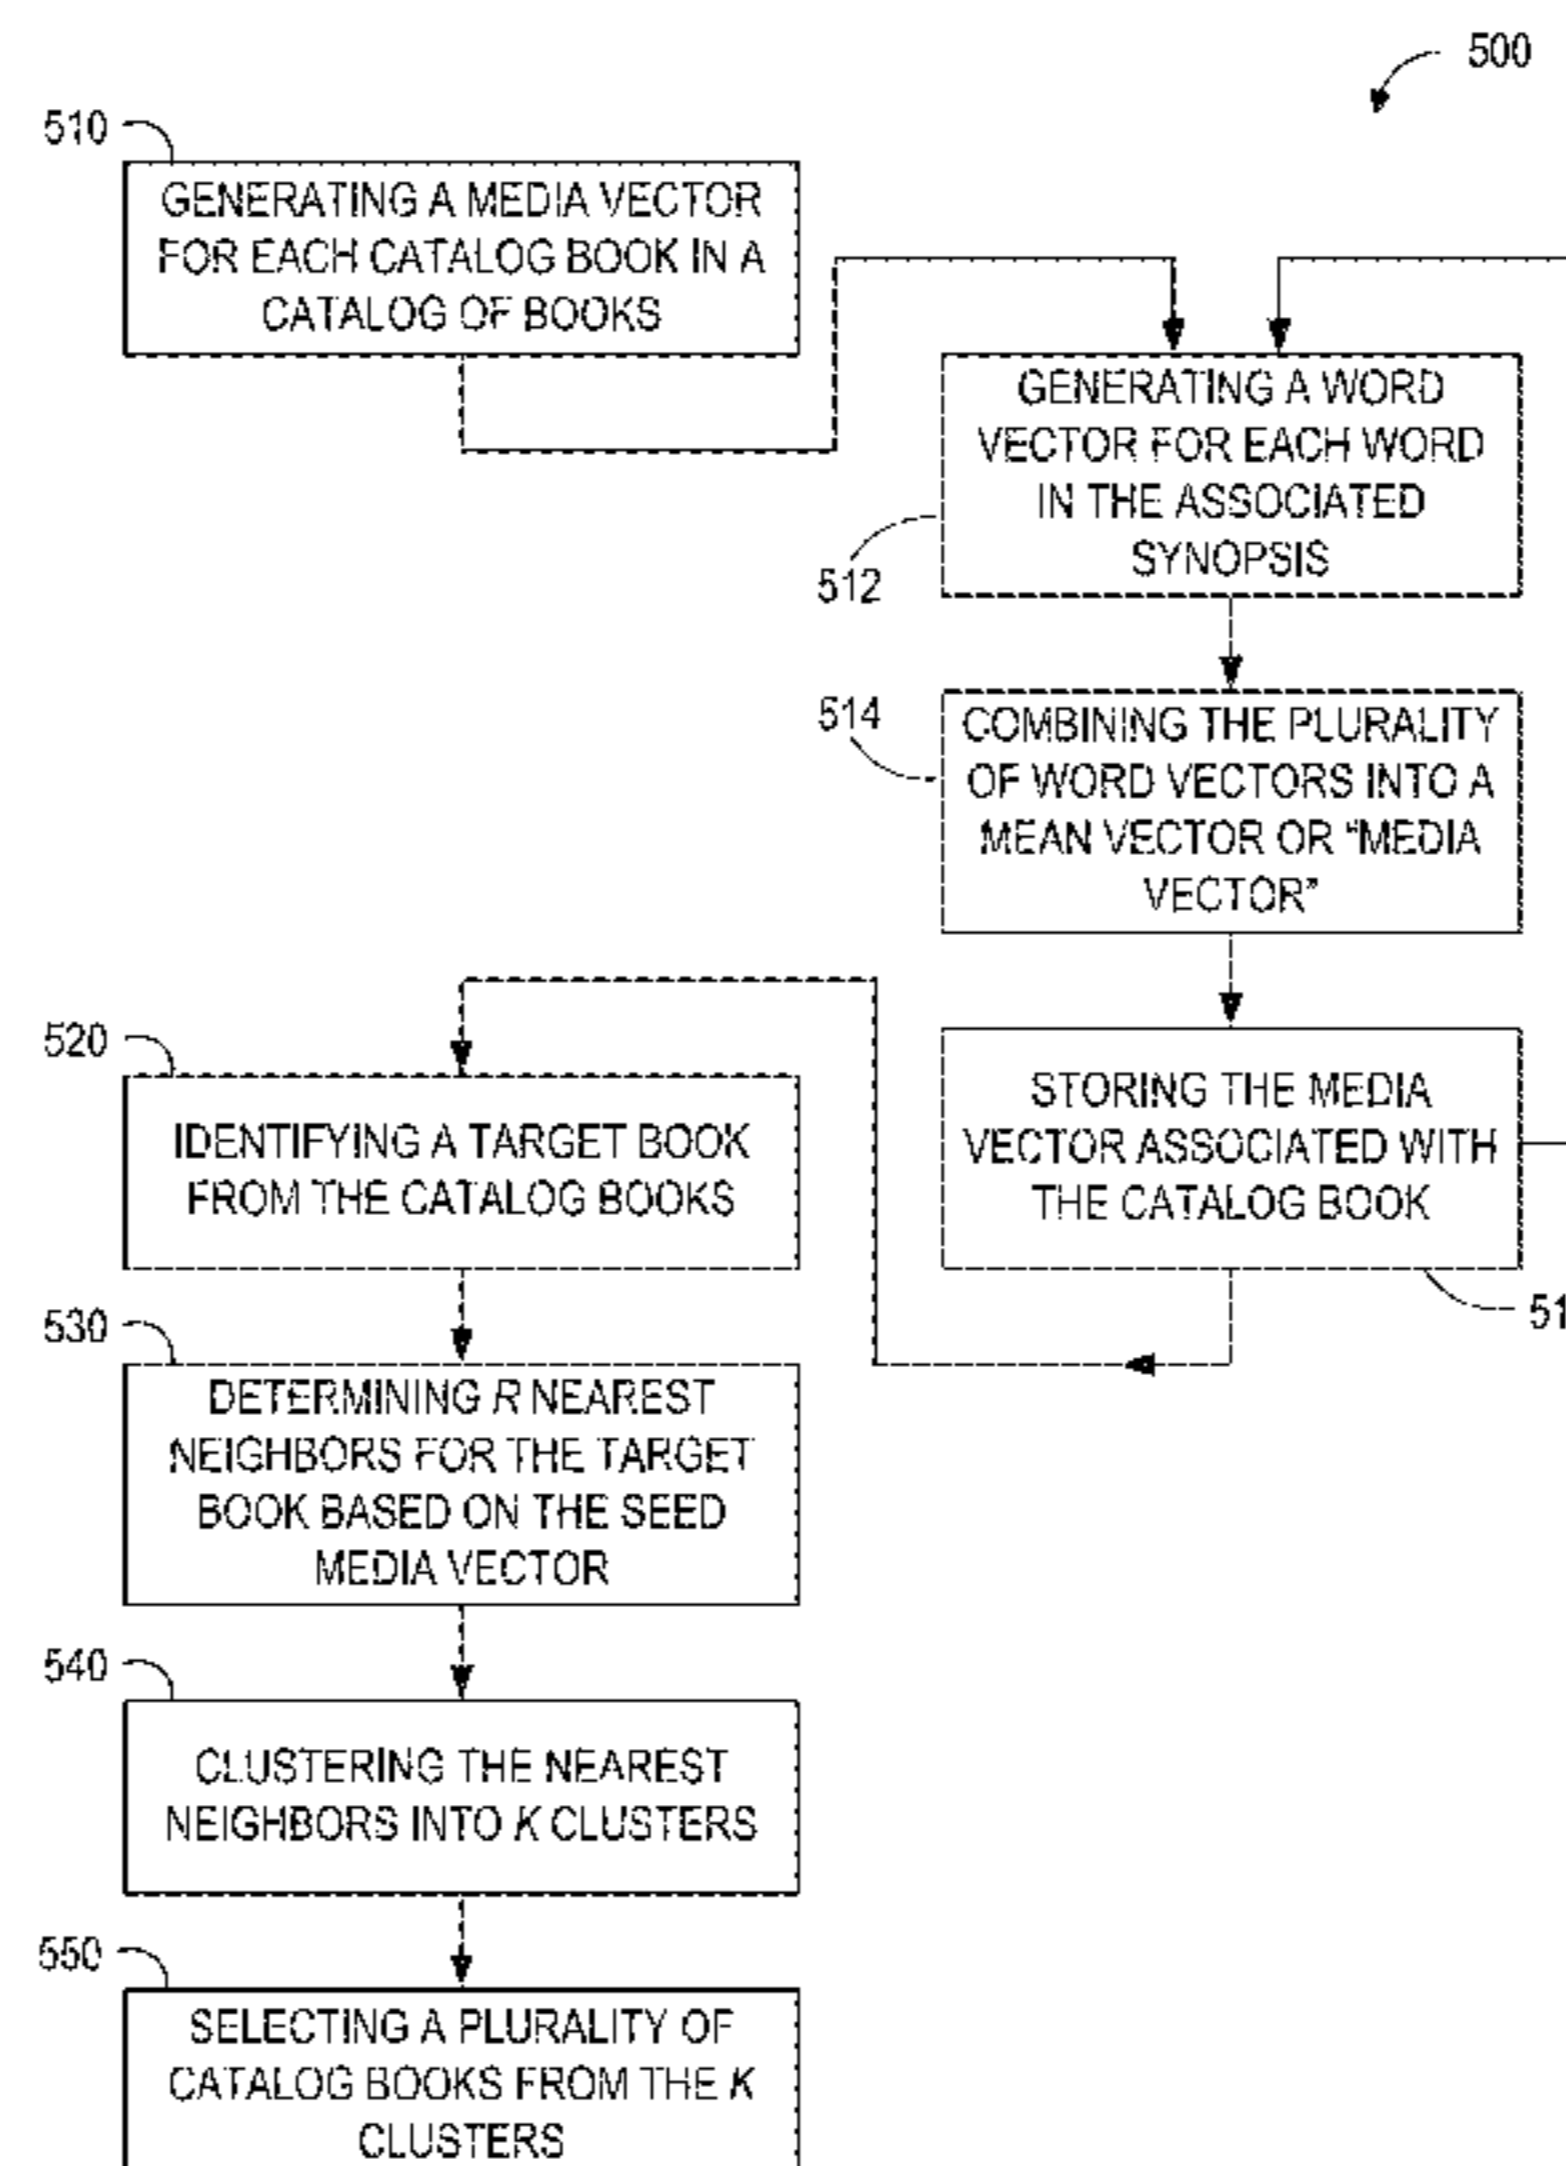 500
510
GENERATING A MEDIA VECTOR
FOR EACH CATALOG BOOK IN A
CATALOG OF BOOKS
GENERATING A WORD
VECTOR FOR EACH WORD
IN THE ASSOCIATED
SYNOPSIS
512
514
COMBINING THE PLURALITY
OF WORD VECTORS INTO A
MEAN VECTOR OR “MEDIA
VECTOR”
STORING THE MEDIA
VECTOR ASSOCIATED WITH
THE CATALOG BOOK
520
IDENTIFYING A TARGET BOOK
FROM THE CATALOG BOOKS
530
DETERMINING R NEAREST
NEIGHBORS FOR THE TARGET
BOOK BASED ON THE SEED
MEDIA VECTOR
540
CLUSTERING THE NEAREST
NEIGHBORS INTO K CLUSTERS
550
SELECTING A PLURALITY OF
CATALOG BOOKS FROM THE K
CLUSTERS